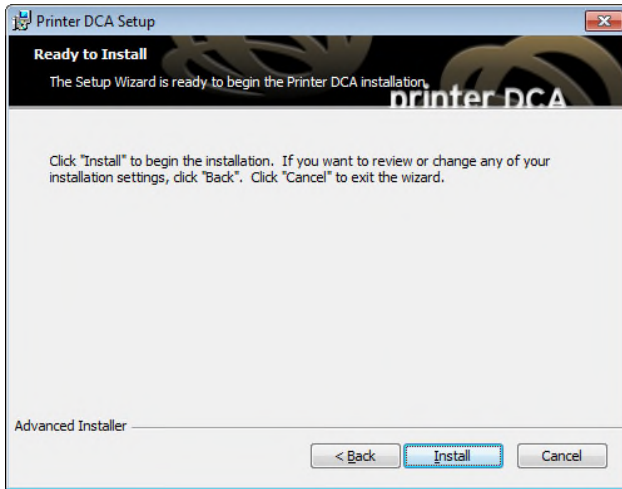 Printer DCA Setup
Ready to Install
The Setup Wizard is ready to begin the Printer DCA installation.
printer DCA
Click "Install" to begin the installation. If you want to review or change any of your
installation settings, click "Back". Click "Cancel" to exit the wizard.
Advanced Installer
< Back
Install
Cancel